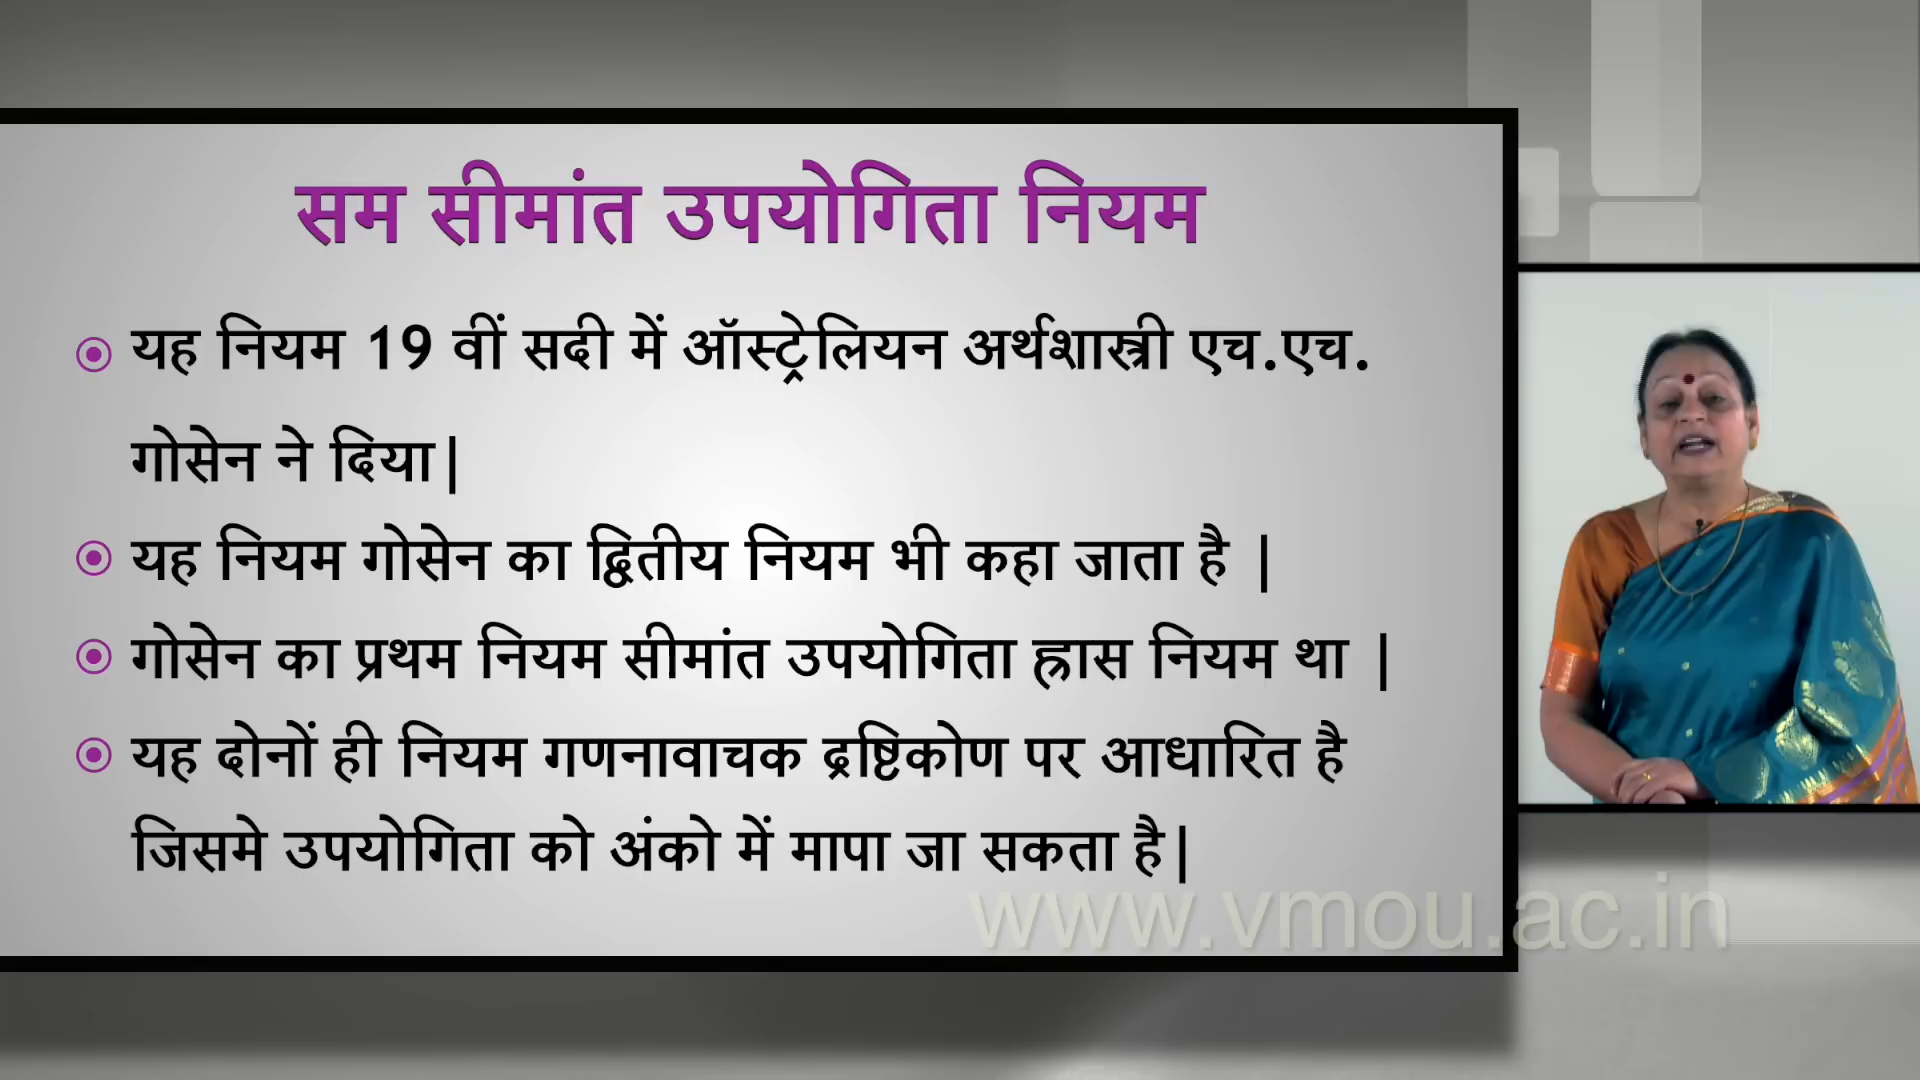 सम सीमांत उपयोगिता नियम
यह नियम 19 वीं सदी में ऑस्ट्रेलियन अर्थशास्त्री एच.एच.
गोसेन ने दिया|
यह नियम गोसेन का द्वितीय नियम भी कहा जाता है |
गोसेन का प्रथम नियम सीमांत उपयोगिता ह्रास नियम था |
यह दोनों ही नियम गणनावाचक द्रष्टिकोण पर आधारित है
जिसमे उपयोगिता को अंको में मापा जा सकता है|
www.vmou.ac.in